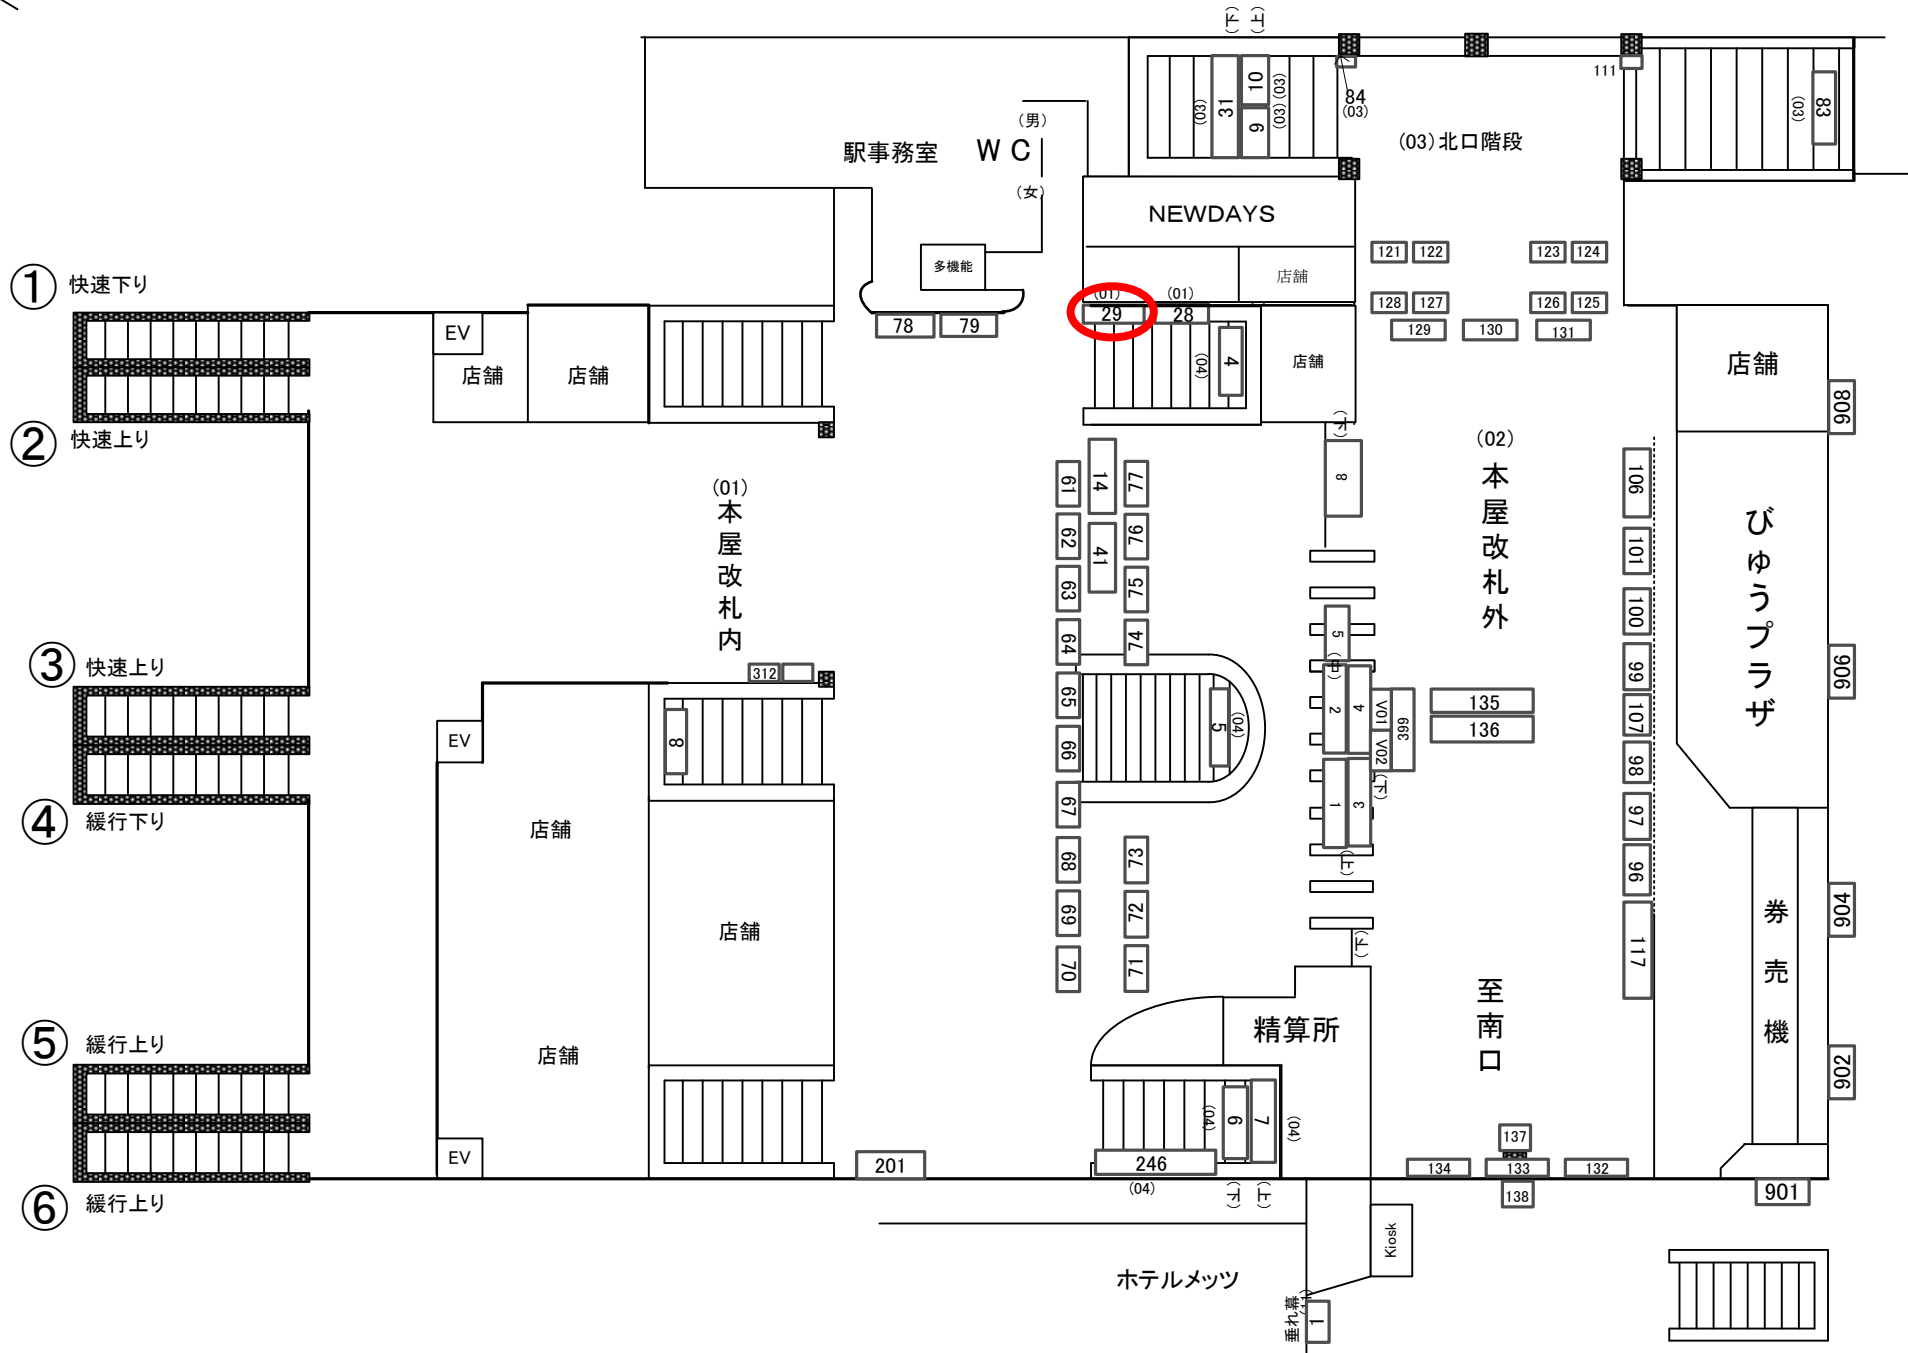 (下)
(上)
31
10
9
(03)
(03)
(03)
(03)
(03)
84
(03)
111
83
(03)
(03)北口階段
駅事務室
WC
(男)
(女)
NEWDAYS
多機能
店舗
121
122
123
124
128
127
126
125
129
130
131
①
快速下り
②
快速上り
EV
店舗
店舗
78
79
(01)
(01)
29
28
4
(04)
店舗
店舗
908
(01)
本屋改札内
61
62
63
64
65
66
67
68
69
70
14
41
77
76
75
74
73
72
71
(下)
8
(02)
本屋改札外
106
101
100
99
107
98
97
96
117
びゅうプラザ
906
③
快速上り
312
EV
8
5
(04)
5
(中)
2
4
V01
V02
399
1
3
(下)
(上)
(下)
135
136
④
緩行下り
店舗
店舗
店舗
904
券売機
902
精算所
至南口
⑤
緩行上り
EV
⑥
緩行上り
201
246
(04)
6
7
(04)
(04)
(下)
(上)
137
134
133
132
138
901
Kiosk
ホテルメッツ
垂れ幕
1